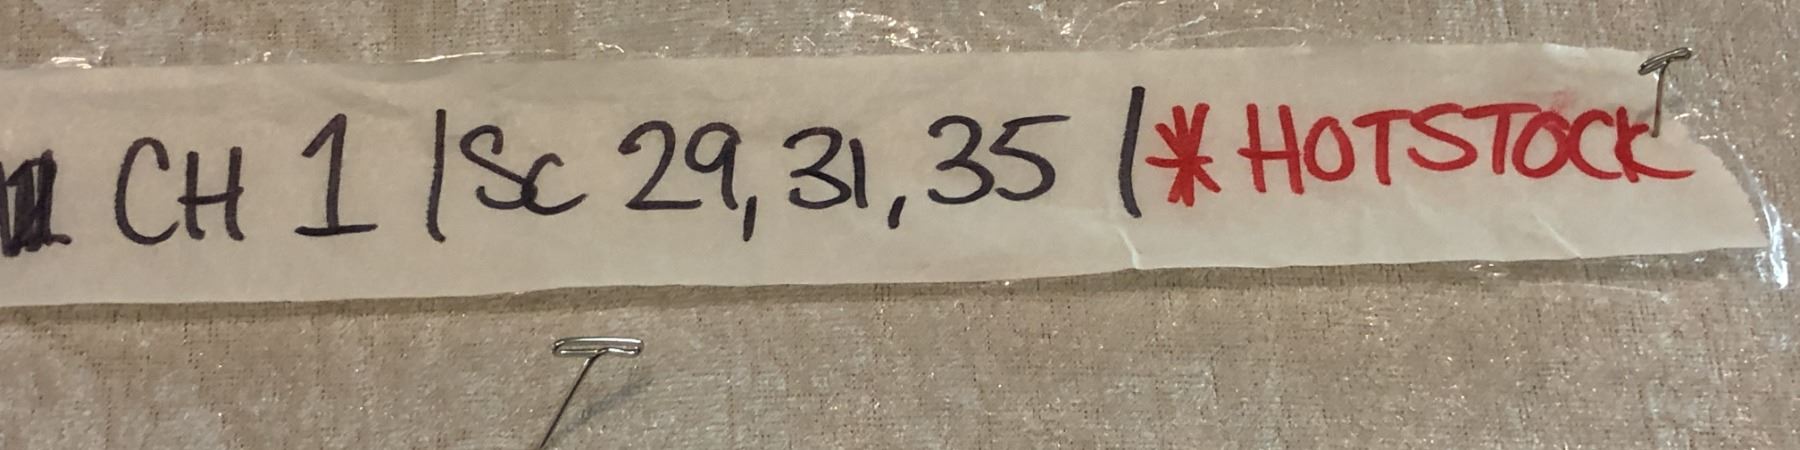 CH 1 | Sc 29, 31, 35 | * HOTSTOCK